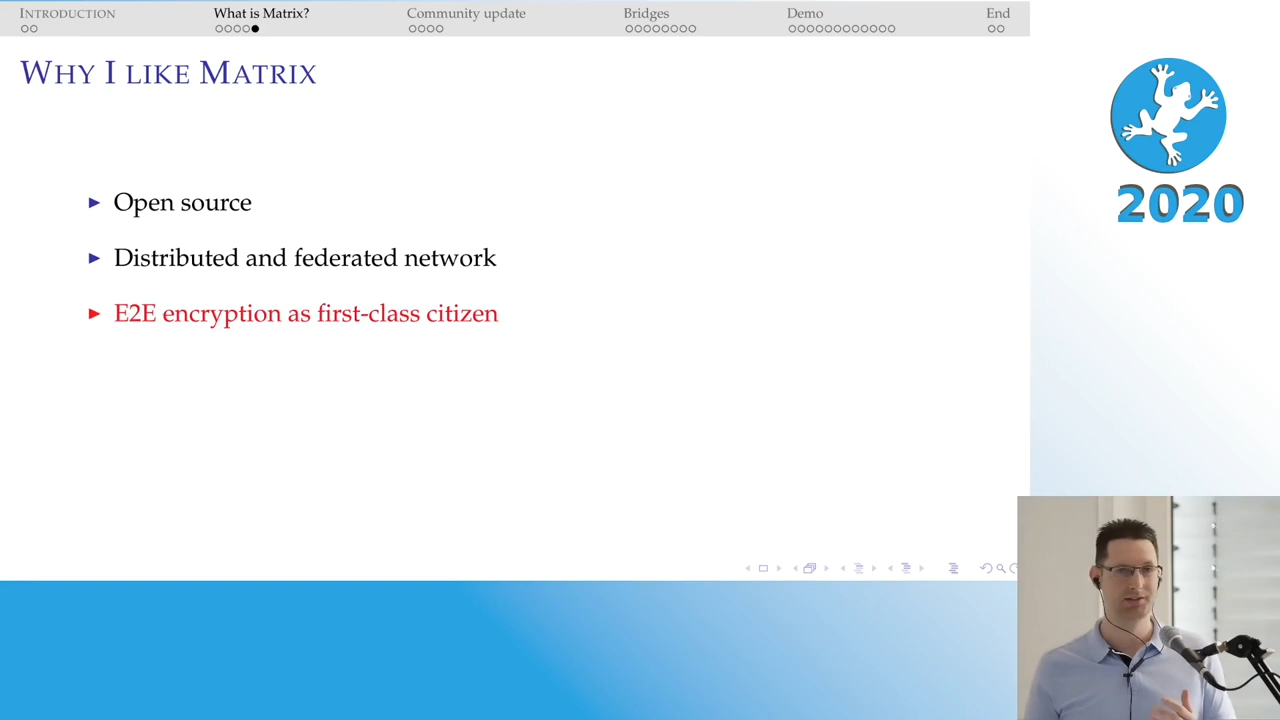 INTRODUCTION
What is Matrix?
Community update
Bridges
Demo
End
WHY I LIKE MATRIX
2020
Open source
Distributed and federated network
E2E encryption as first-class citizen